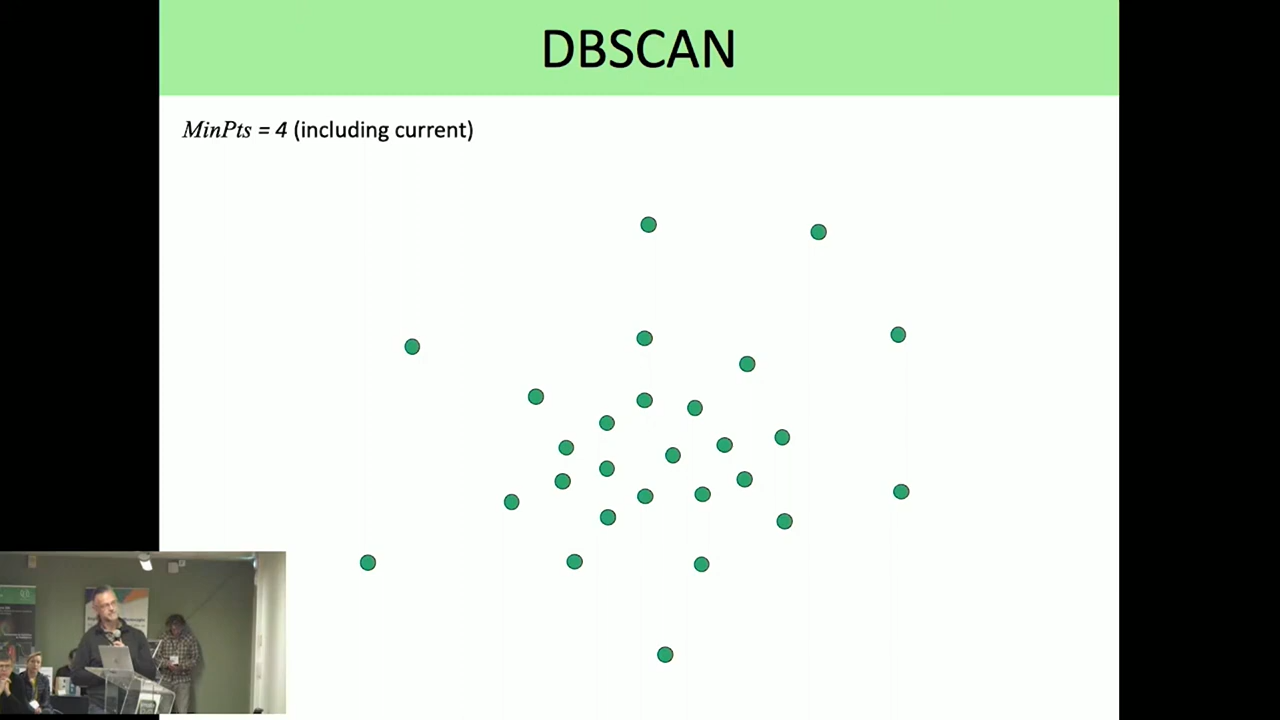 DBSCAN
MinPts = 4 (including current)